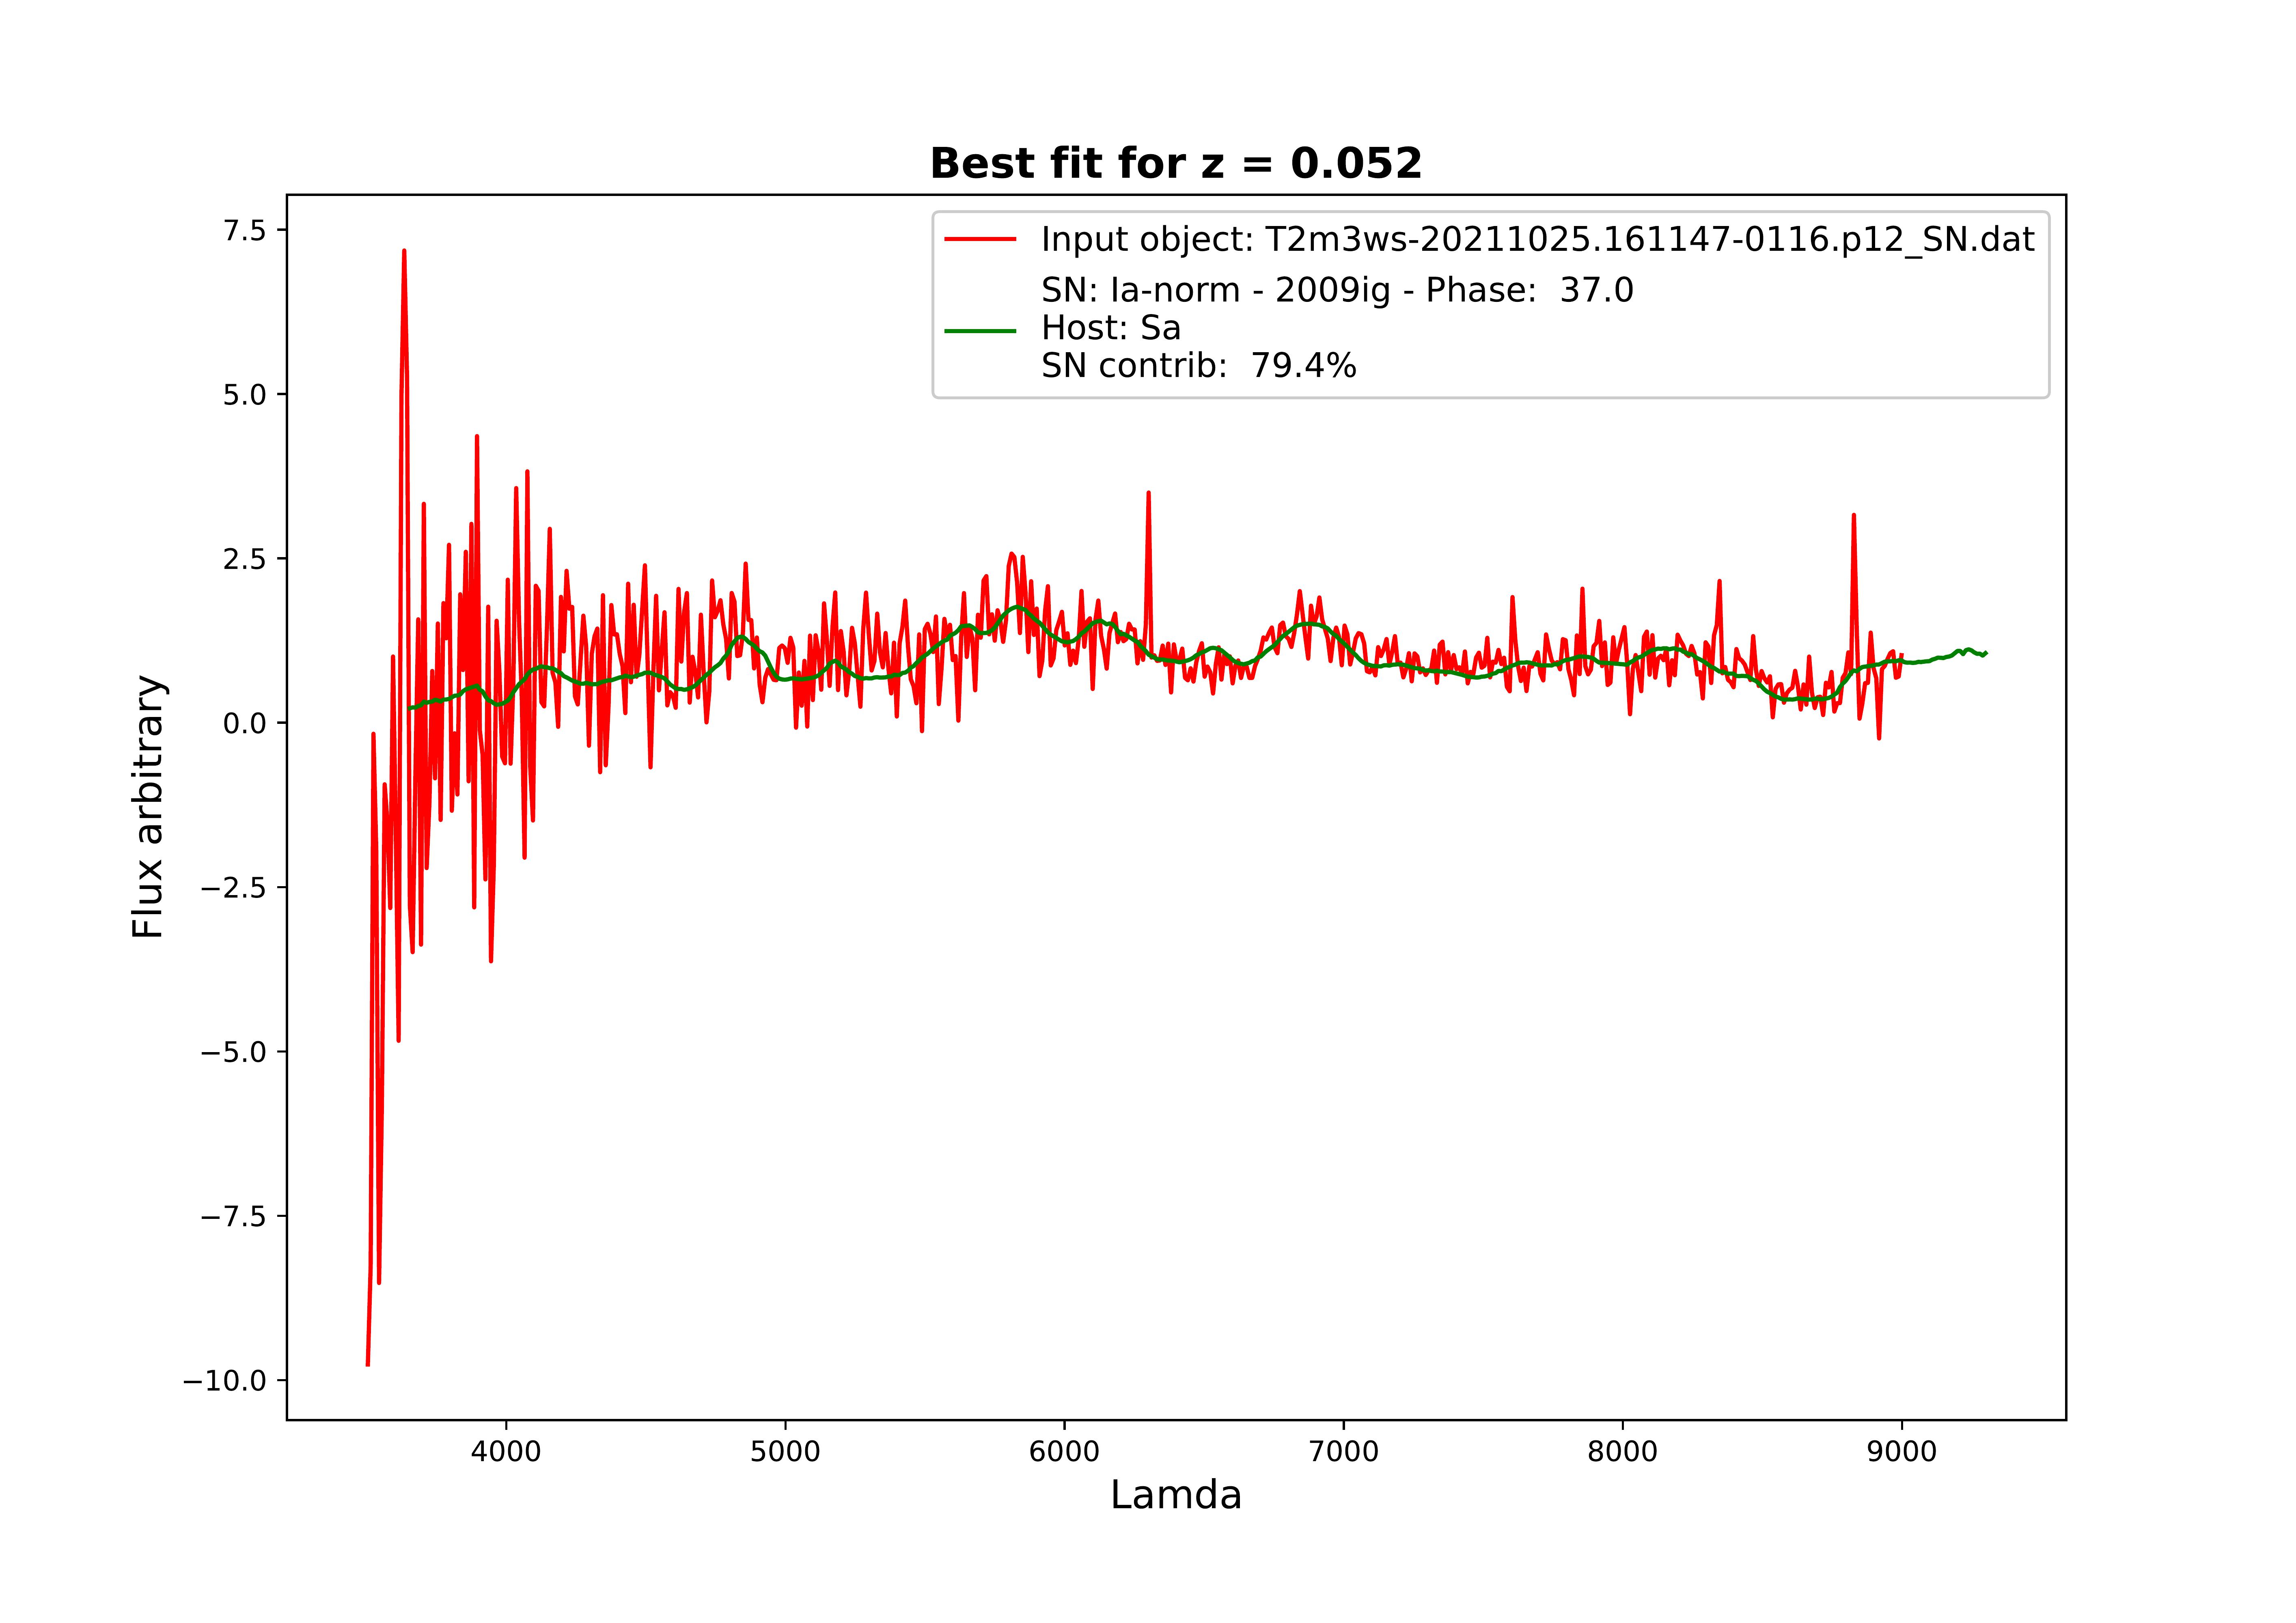 Best fit for z = 0.052
Input object: T2m3ws-20211025.161147-0116.p12_SN.dat
SN: Ia-norm - 2009ig - Phase:  37.0
Host: Sa
SN contrib:  79.4%
7.5
5.0
2.5
0.0
−2.5
−5.0
−7.5
−10.0
Flux arbitrary
4000 5000 6000 7000 8000 9000
Lamda